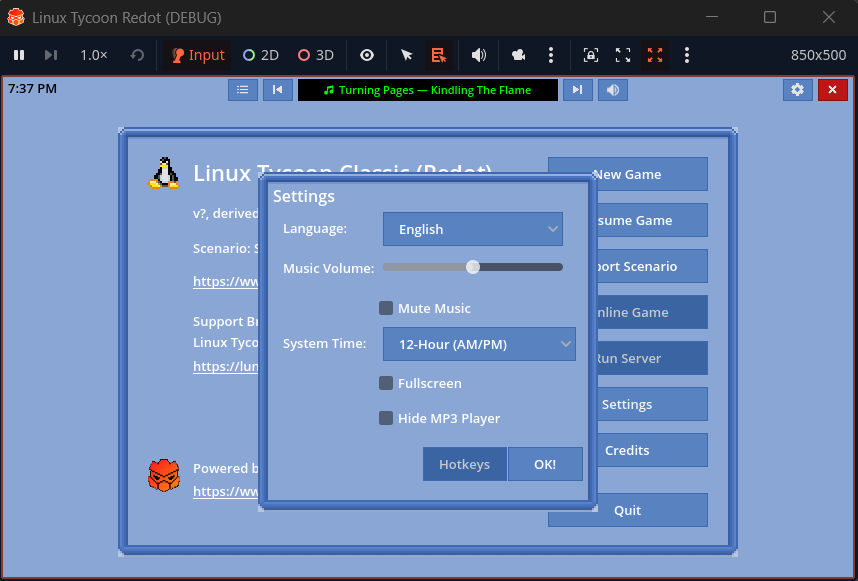 Linux Tycoon Redot (DEBUG)
1.0×
Input
2D
3D
850x500
7:37 PM
Turning Pages — Kindling The Flame
Linux Tycoon Classic (Redot)
v?, derived
Scenario: S
https://ww
Support Br
Linux Tyco
https://lun
Powered b
https://ww
Settings
Language:
English
Music Volume:
Mute Music
System Time:
12-Hour (AM/PM)
Fullscreen
Hide MP3 Player
Hotkeys
OK!
New Game
sume Game
port Scenario
nline Game
Run Server
Settings
Credits
Quit